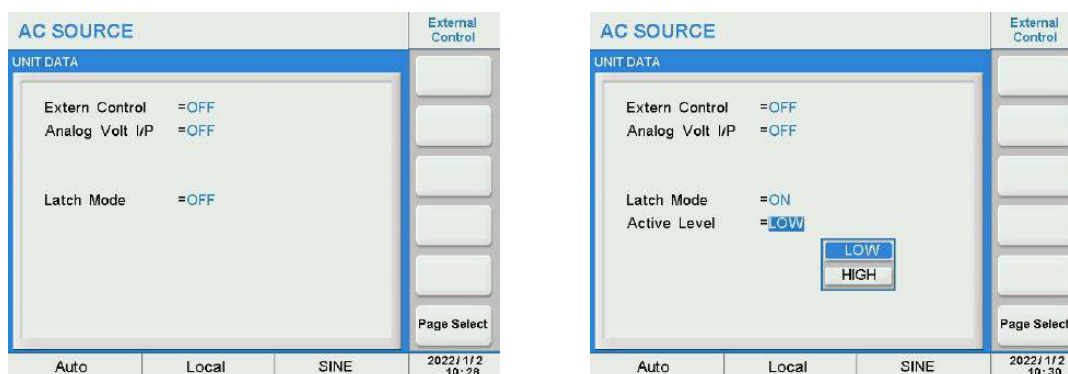 AC SOURCE
External
Control
UNIT DATA
Extern Control =OFF
Analog Volt I/P =OFF
Latch Mode =OFF
Page Select
Auto Local SINE 2022/1/2
10:28
AC SOURCE
External
Control
UNIT DATA
Extern Control =OFF
Analog Volt I/P =OFF
Latch Mode =ON
Active Level =LOW
LOW
HIGH
Page Select
Auto Local SINE 2022/1/2
10:30